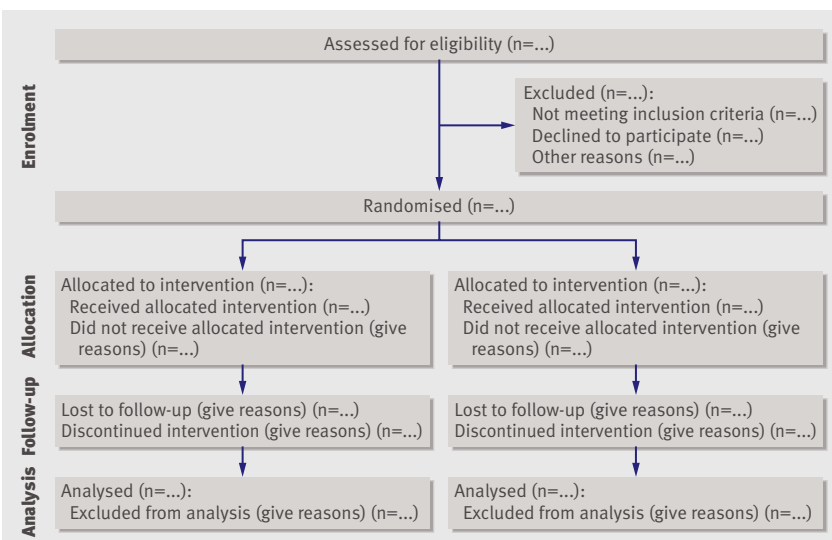 Assessed for eligibility (n=...)
Enrolment
Excluded (n=...):
Not meeting inclusion criteria (n=...)
Declined to participate (n=...)
Other reasons (n=...)
Randomised (n=...)
Allocation
Allocated to intervention (n=...):
Received allocated intervention (n=...)
Did not receive allocated intervention (give
reasons) (n=...)
Allocated to intervention (n=...):
Received allocated intervention (n=...)
Did not receive allocated intervention (give
reasons) (n=...)
Follow-up
Lost to follow-up (give reasons) (n=...)
Discontinued intervention (give reasons) (n=...)
Lost to follow-up (give reasons) (n=...)
Discontinued intervention (give reasons) (n=...)
Analysis
Analysed (n=...):
Excluded from analysis (give reasons) (n=...)
Analysed (n=...):
Excluded from analysis (give reasons) (n=...)